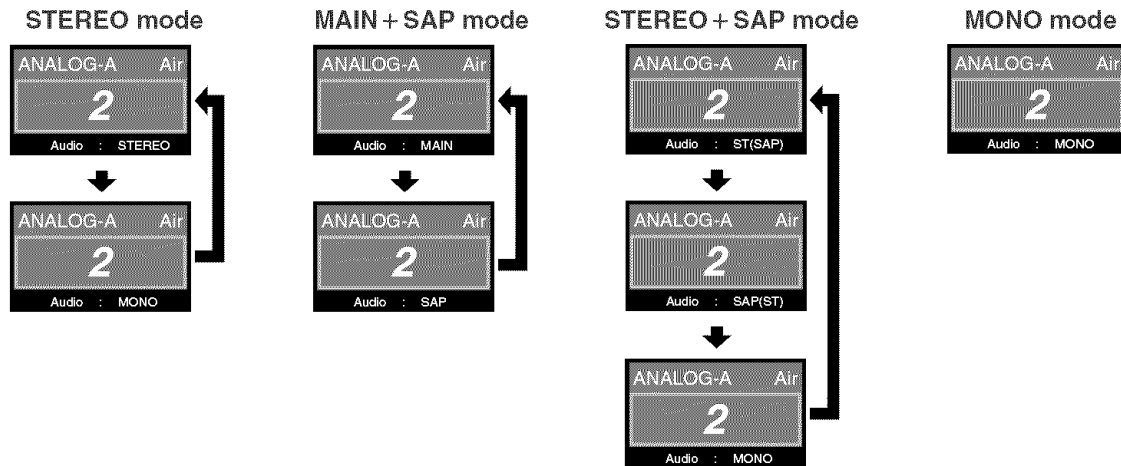 STEREO mode
ANALOG-A Air
2
Audio : STEREO
ANALOG-A Air
2
Audio : MONO
MAIN + SAP mode
ANALOG-A Air
2
Audio : MAIN
ANALOG-A Air
2
Audio : SAP
STEREO + SAP mode
ANALOG-A Air
2
Audio : ST(SAP)
ANALOG-A Air
2
Audio : SAP(ST)
ANALOG-A Air
2
Audio : MONO
MONO mode
ANALOG-A Air
2
Audio : MONO